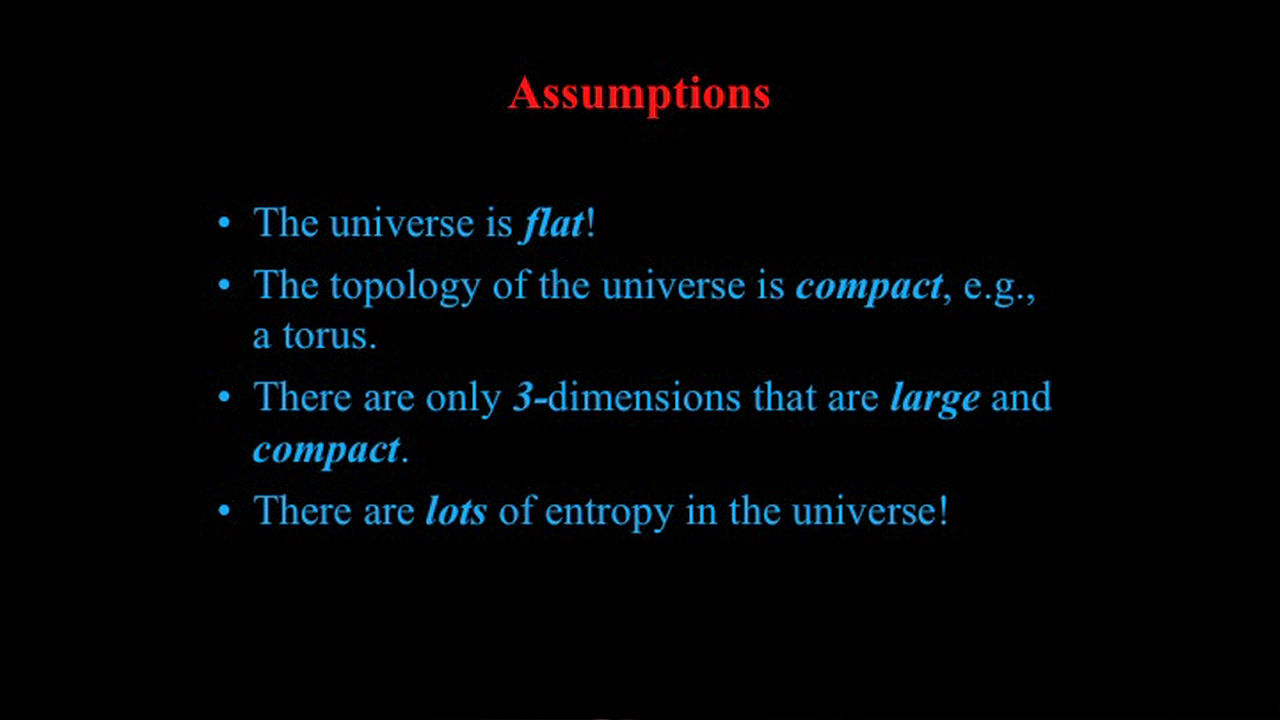 Assumptions
• The universe is flat!
• The topology of the universe is compact, e.g.,
a torus.
• There are only 3-dimensions that are large and
compact.
• There are lots of entropy in the universe!